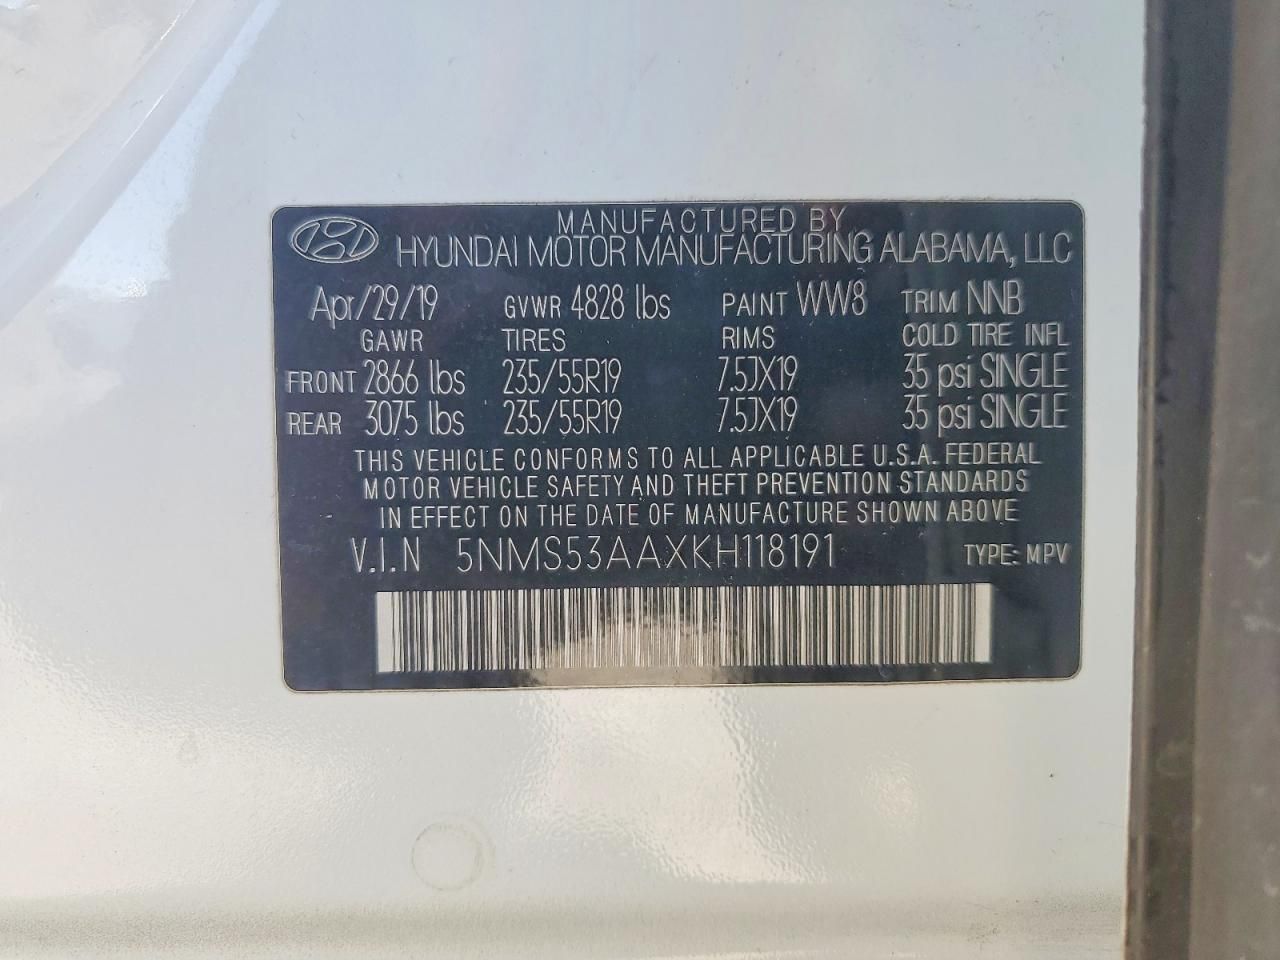 MANUFACTURED BY
HYUNDAI MOTOR MANUFACTURING ALABAMA, LLC
Apr/29/19 GVWR 4828 lbs PAINT WW8 TRIM NNB
GAWR TIRES RIMS COLD TIRE INFL
FRONT 2866 lbs 235/55R19 7.5JX19 35 psi SINGLE
REAR 3075 lbs 235/55R19 7.5JX19 35 psi SINGLE
THIS VEHICLE CONFORMS TO ALL APPLICABLE U.S.A. FEDERAL
MOTOR VEHICLE SAFETY AND THEFT PREVENTION STANDARDS
IN EFFECT ON THE DATE OF MANUFACTURE SHOWN ABOVE
V.I.N 5NMS53AAXKH118191 TYPE: MPV